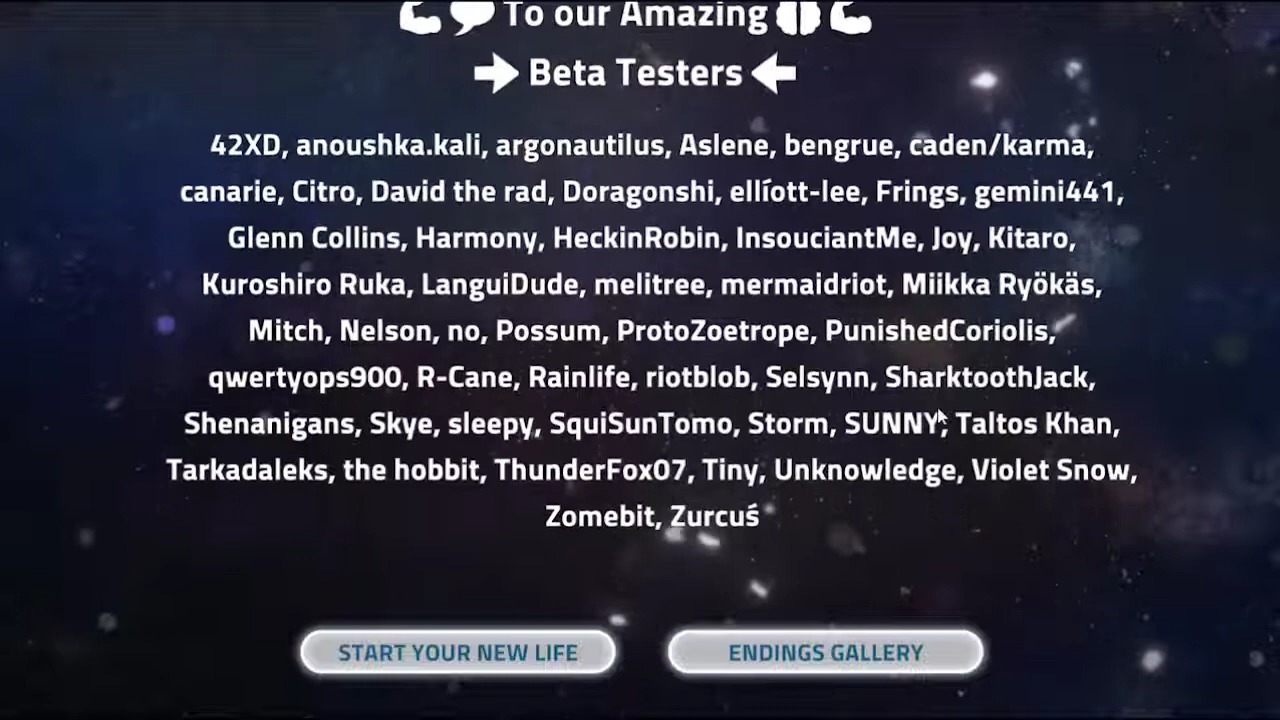 To our Amazing
Beta Testers
42XD, anoushka.kali, argonautilus, Aslene, bengrue, caden/karma,
canarie, Citro, David the rad, Doragonshi, ellíott-lee, Frings, gemini441,
Glenn Collins, Harmony, HeckinRobin, InsouciantMe, Joy, Kitaro,
Kuroshiro Ruka, LanguiDude, melitree, mermaidriot, Miikka Ryökäs,
Mitch, Nelson, no, Possum, ProtoZoetrope, PunishedCoriolis,
qwertyops900, R-Cane, Rainlife, riotblob, Selsynn, SharktoothJack,
Shenanigans, Skye, sleepy, SquiSunTomo, Storm, SUNNY, Taltos Khan,
Tarkadaleks, the hobbit, ThunderFox07, Tiny, Unknowledge, Violet Snow,
Zomebit, Zurcuś
START YOUR NEW LIFE
ENDINGS GALLERY